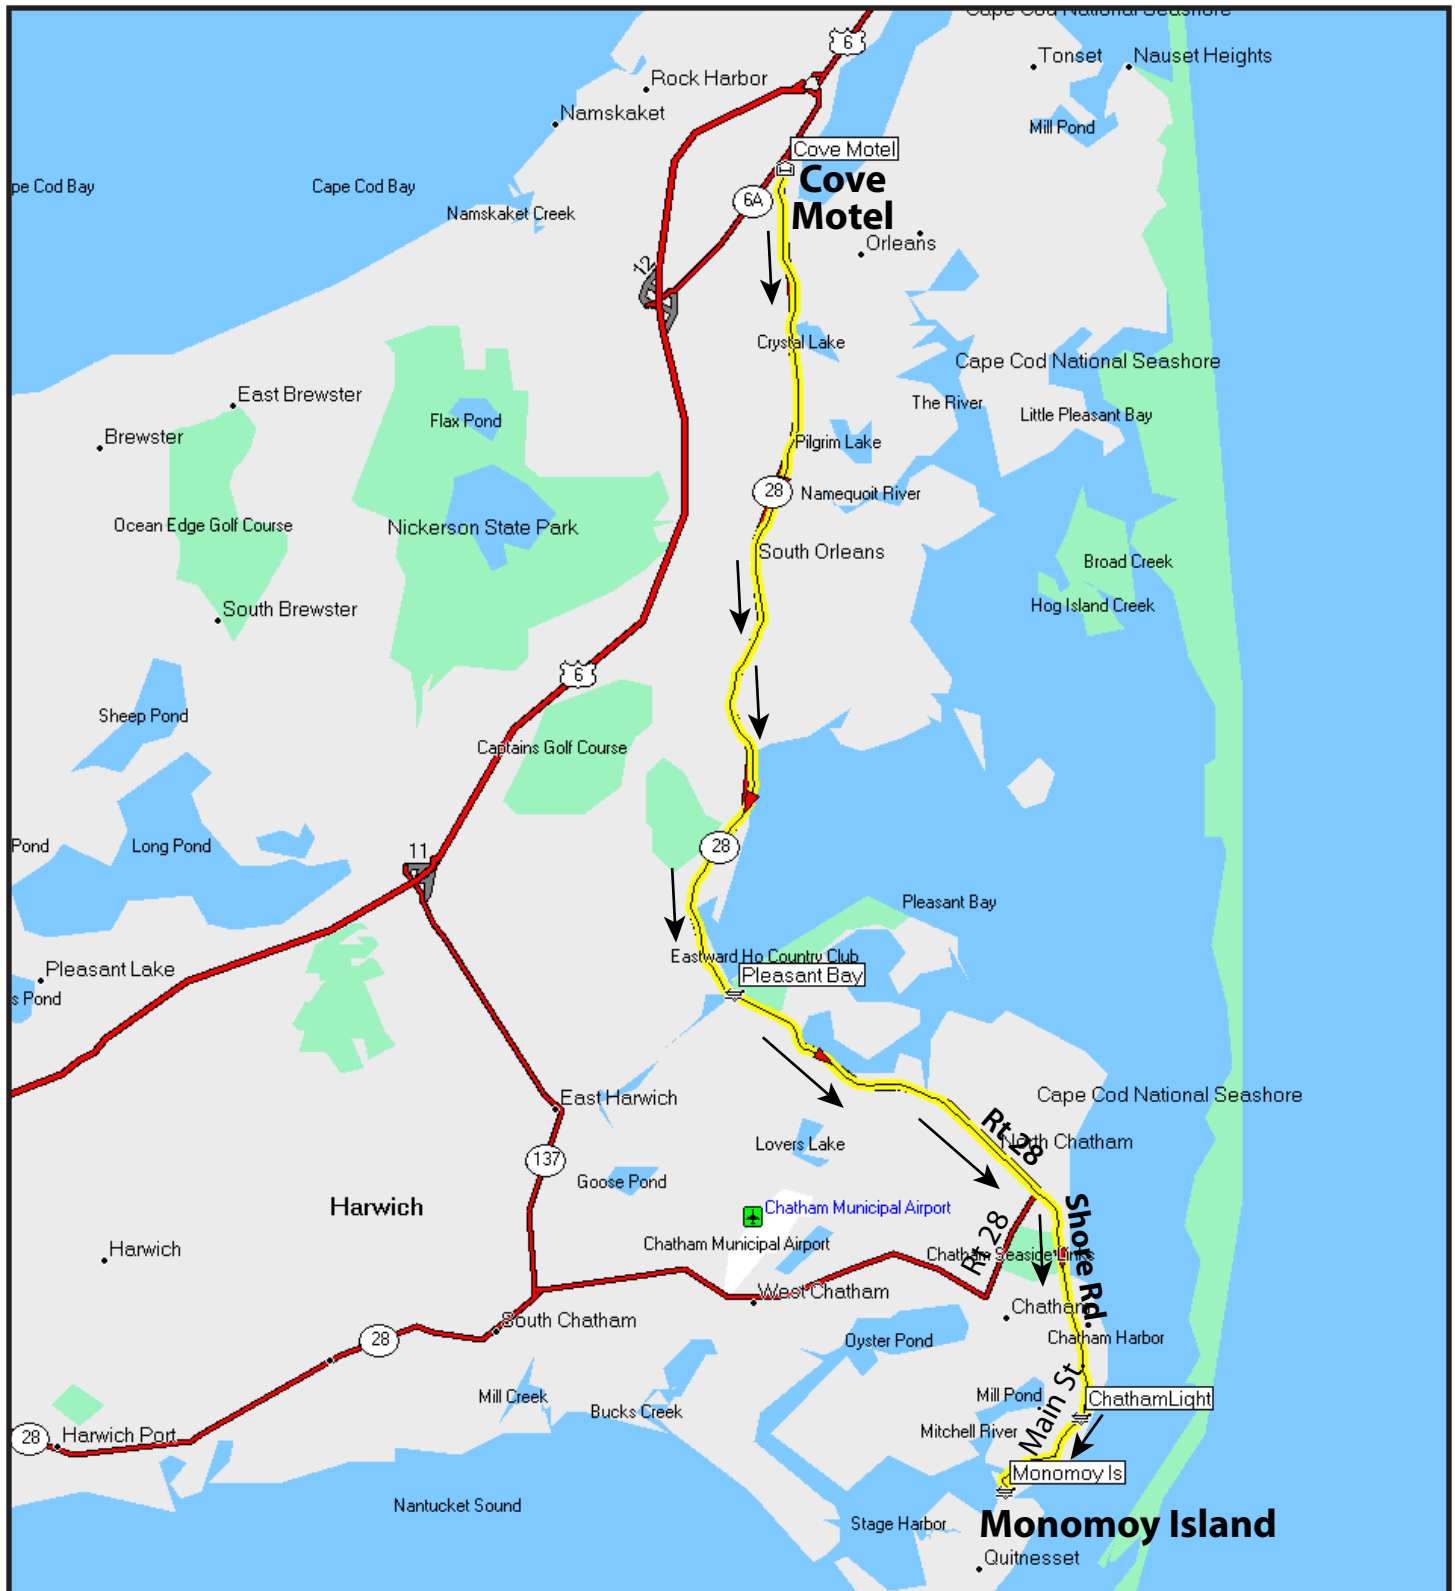 Cape Cod National Seashore
6
Tonset
Nauset Heights
Rock Harbor
Namskaket
Mill Pond
Cove Motel
Cove
Motel
pe Cod Bay
Cape Cod Bay
6A
Namskaket Creek
Orleans
12
Crystal Lake
Cape Cod National Seashore
East Brewster
The River
Little Pleasant Bay
Flax Pond
Brewster
Pilgrim Lake
28
Namequoit River
Ocean Edge Golf Course
Nickerson State Park
South Orleans
Broad Creek
Hog Island Creek
South Brewster
6
Sheep Pond
Captains Golf Course
Pond
Long Pond
11
28
Pleasant Bay
Eastward Ho Country Club
Pleasant Bay
Pleasant Lake
s Pond
East Harwich
Cape Cod National Seashore
Rt 28
North Chatham
Lovers Lake
137
Goose Pond
Harwich
Chatham Municipal Airport
Chatham Municipal Airport
Rt 28
Shore Rd
Chatham Seaside Links
Harwich
West Chatham
Chatham
South Chatham
28
Oyster Pond
Chatham Harbor
Main St
Mill Creek
Mill Pond
ChathamLight
Bucks Creek
Mitchell River
28
Harwich Port
Monomoy Is
Nantucket Sound
Stage Harbor
Monomoy Island
Quitnesset